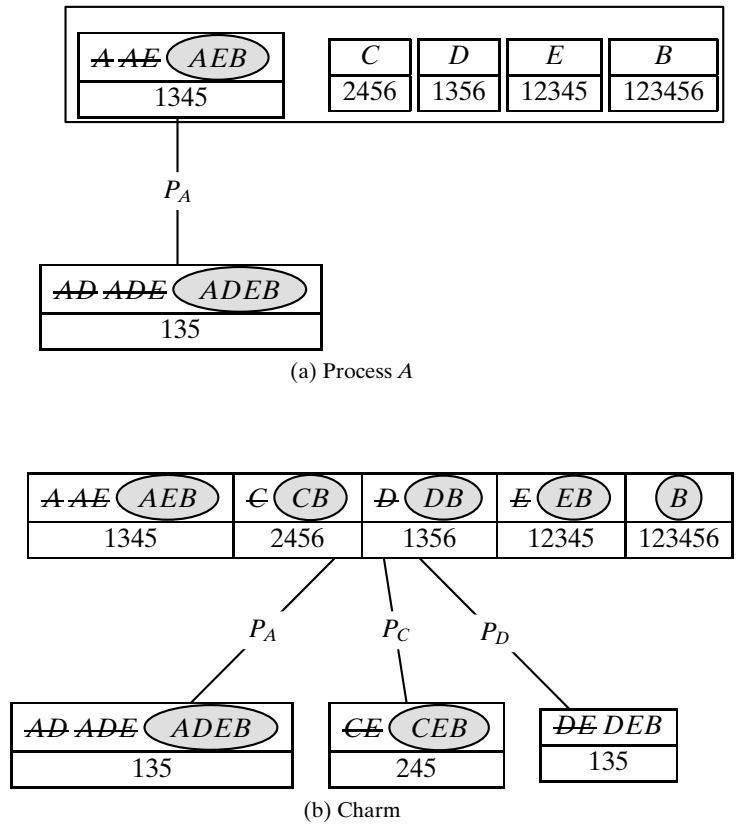 A AE AEB C D E B
1345 2456 1356 12345 123456
P_A
AD ADE ADEB
135
(a) Process A
A AE AEB C CB D DB E EB B
1345 2456 1356 12345 123456
P_A P_C P_D
AD ADE ADEB CE CEB DE DEB
135 245 135
(b) Charm